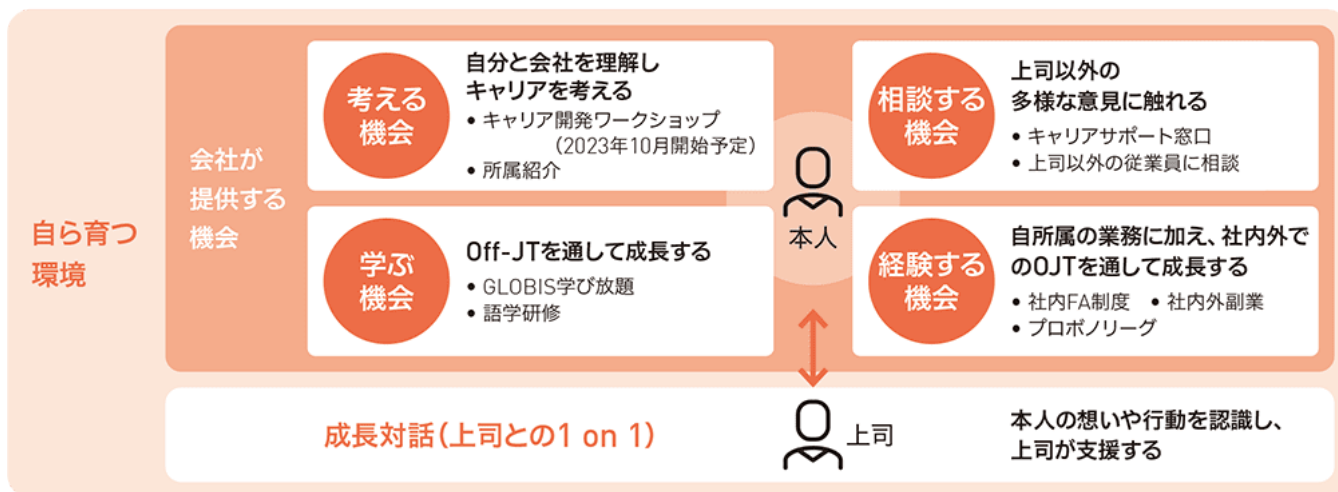 自ら育つ
環境
会社が
提供する
機会
考える
機会
自分と会社を理解し
キャリアを考える
• キャリア開発ワークショップ
（2023年10月開始予定）
• 所属紹介
相談する
機会
上司以外の
多様な意見に触れる
• キャリアサポート窓口
• 上司以外の従業員に相談
本人
学ぶ
機会
Off-JTを通して成長する
• GLOBIS学び放題
• 語学研修
経験する
機会
自所属の業務に加え、社内外で
のOJTを通して成長する
• 社内FA制度 • 社内外副業
• プロボノリーグ
成長対話（上司との1 on 1）
上司
本人の想いや行動を認識し、
上司が支援する